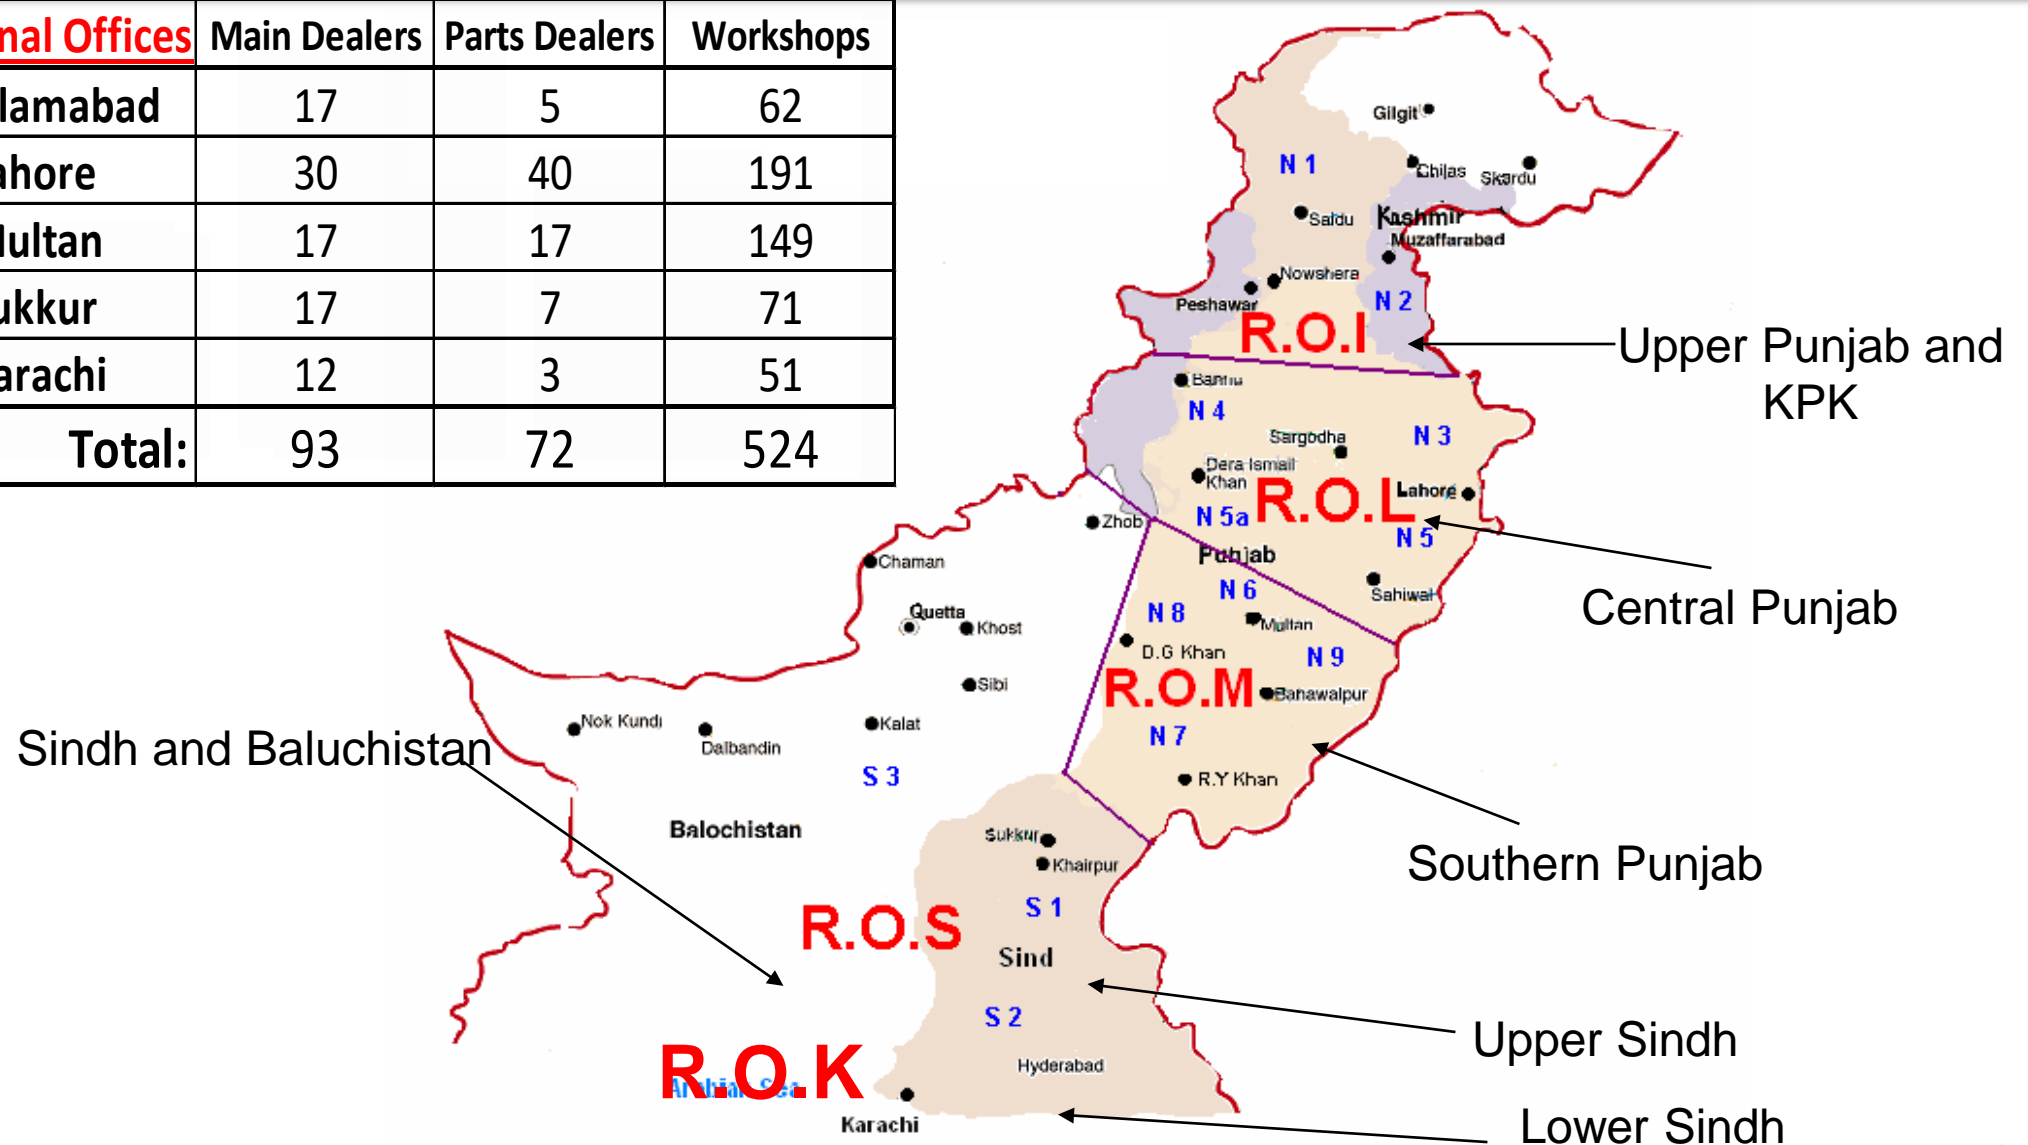 nal Offices Main Dealers Parts Dealers Workshops
lamabad 17 5 62
ahore 30 40 191
ultan 17 17 149
ukkur 17 7 71
arachi 12 3 51
Total: 93 72 524
Gilgit
Chilas Skardu
N 1
Saidu Kashmir
Muzaffarabad
Nowshera
Peshawar N 2
R.O.I
Upper Punjab and
KPK
Bannu
N 4
Sargodha N 3
Dera Ismail
Khan
R.O.L Lahore
N 5a
N 5
Zhob
Punjab
Chaman
N 6
Sahiwal
Central Punjab
Quetta
Khost
N 8
Multan
D.G Khan N 9
Sibi
R.O.M Bahawalpur
Nok Kundi
Kalat
Dalbandin
N 7
Sindh and Baluchistan
S 3
R.Y Khan
Balochistan
Sukkur
Khairpur
Southern Punjab
S 1
R.O.S
Sind
S 2
Upper Sindh
Hyderabad
R.O.K
Arabian Sea
Karachi
Lower Sindh